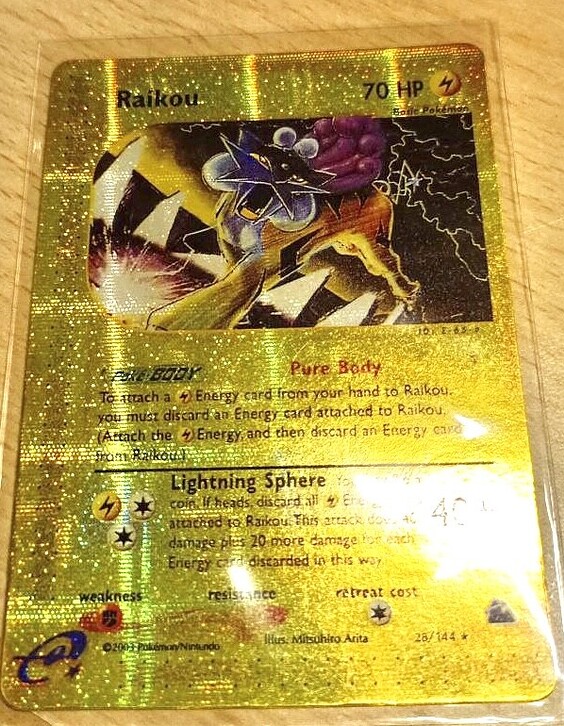 Raikou
70 HP
Basic Pokémon
Poké-BODY
Pure Body
To attach a Energy card from your hand to Raikou,
you must discard an Energy card attached to Raikou.
(Attach the Energy, and then discard an Energy card
from Raikou.)
Lightning Sphere
coin. If heads, discard all
attached to Raikou. This attack does 40
damage plus 20 more damage for each
Energy card discarded in this way.
40+
weakness
resistance
retreat cost
©2003 Pokémon/Nintendo
Illus. Mitsuhiro Arita
28/144